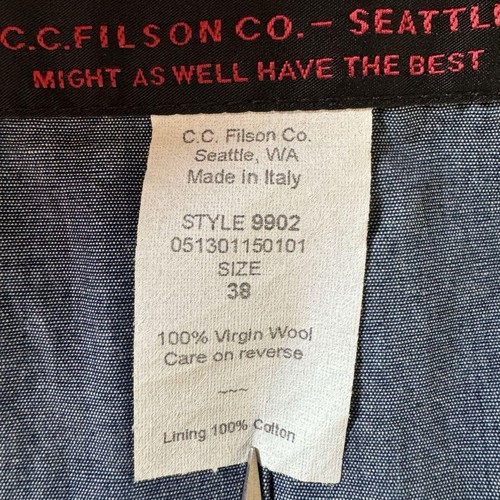 C.C.FILSON CO.– SEATTLE
MIGHT AS WELL HAVE THE BEST
C.C. Filson Co.
Seattle, WA
Made in Italy
STYLE 9902
051301150101
SIZE
38
100% Virgin Wool
Care on reverse
~~~
Lining 100% Cotton